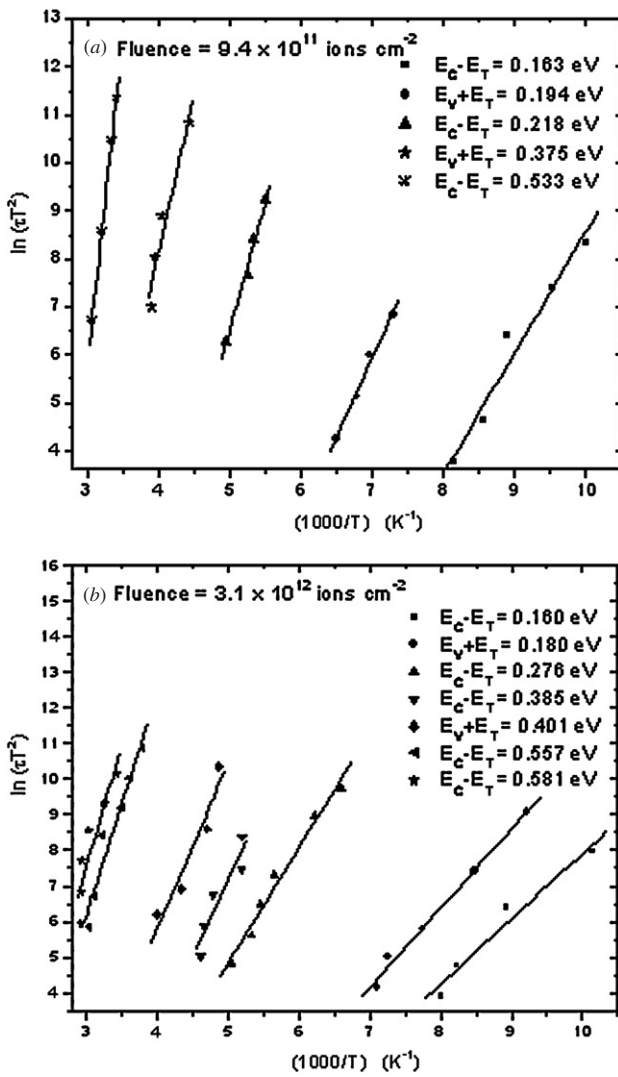 (a) Fluence = 9.4 x 10¹¹ ions cm⁻²
E_C-E_T = 0.163 eV
E_V+E_T = 0.194 eV
E_C-E_T = 0.218 eV
E_V+E_T = 0.375 eV
E_C-E_T = 0.533 eV
ln (τT²)
13
12
11
10
9
8
7
6
5
4
3 4 5 6 7 8 9 10
(1000/T) (K⁻¹)
(b) Fluence = 3.1 x 10¹² ions cm⁻²
E_C-E_T = 0.160 eV
E_V+E_T = 0.180 eV
E_C-E_T = 0.276 eV
E_C-E_T = 0.385 eV
E_V+E_T = 0.401 eV
E_C-E_T = 0.557 eV
E_C-E_T = 0.581 eV
ln (τT²)
16
15
14
13
12
11
10
9
8
7
6
5
4
3 4 5 6 7 8 9 10
(1000/T) (K⁻¹)